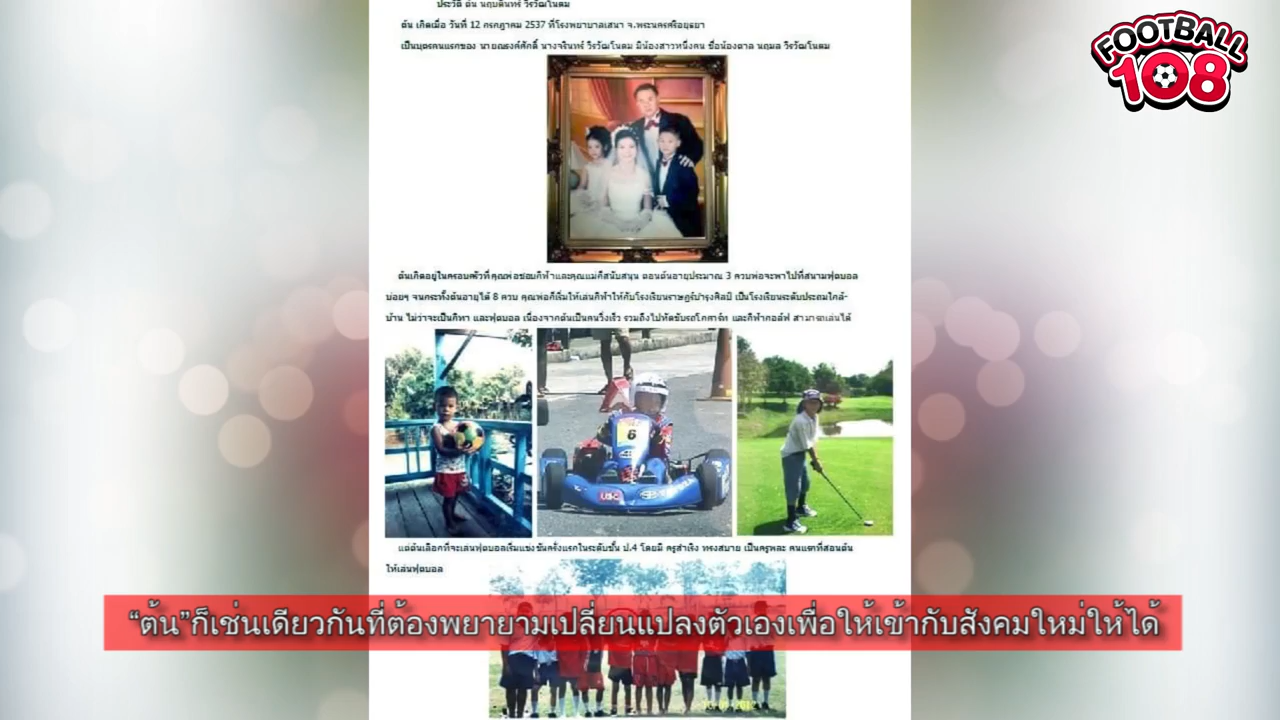 ประวัติ ต้น นฤบดินทร์ วีรวัฒโนดม
FOOTBALL
108
ต้น เกิดเมื่อ วันที่ 12 กรกฎาคม 2537 ที่โรงพยาบาลเสนา จ.พระนครศรีอยุธยา
เป็นบุตรคนแรกของ นายณรงค์ศักดิ์ นางจรินทร์ วีรวัฒโนดม มีน้องสาวหนึ่งคน ชื่อน้องตาล นฤมล วีรวัฒโนดม
ต้นเกิดอยู่ในครอบครัวที่คุณพ่อชอบกีฬาและคุณแม่ก็สนับสนุน ตอนต้นอายุประมาณ 3 ควบพ่อจะพาไปที่สนามฟุตบอล
บ่อยๆ จนกระทั้งต้นอายุได้ 8 ควบ คุณพ่อก็เริ่มให้เล่นกีฬาให้กับโรงเรียนราษฎร์บำรุงศิลป์ เป็นโรงเรียนระดับประถมใกล้-
บ้าน ไม่ว่าจะเป็นกีฬา และฟุตบอล เนื่องจากต้นเป็นคนวิ่งเร็ว รวมถึงไปหัดขับรถโกคาร์ท และกีฬากอล์ฟ สามารถเล่นได้
6
แต่ต้นเลือกที่จะเล่นฟุตบอลเริ่มแข่งขันครั้งแรกในระดับชั้น ป.4 โดยมี ครูสำเริง ทรงสบาย เป็นครูพละ คนแรกที่สอนต้น
ให้เล่นฟุตบอล
“ต้น”ก็เช่นเดียวกันที่ต้องพยายามเปลี่ยนแปลงตัวเองเพื่อให้เข้ากับสังคมใหม่ให้ได้